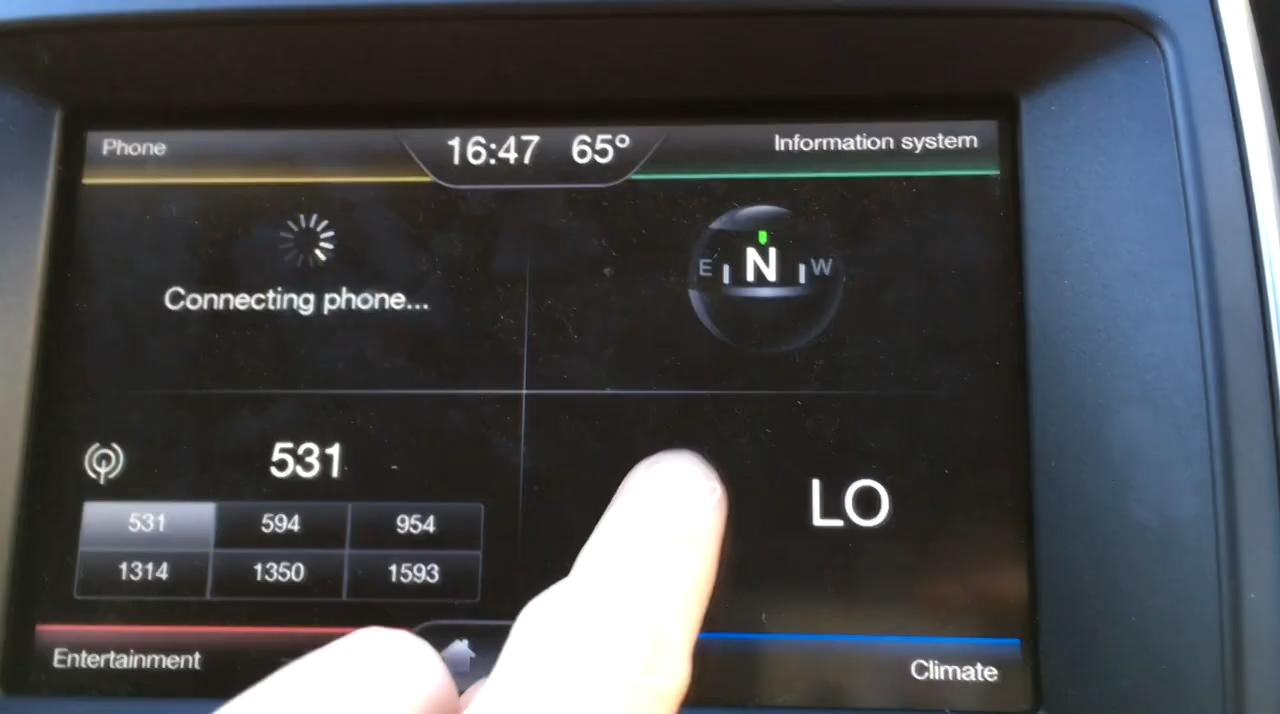 Phone
16:47 65°
Information system
Connecting phone...
E N W
531
531 594 954
1314 1350 1593
LO
Entertainment
Climate